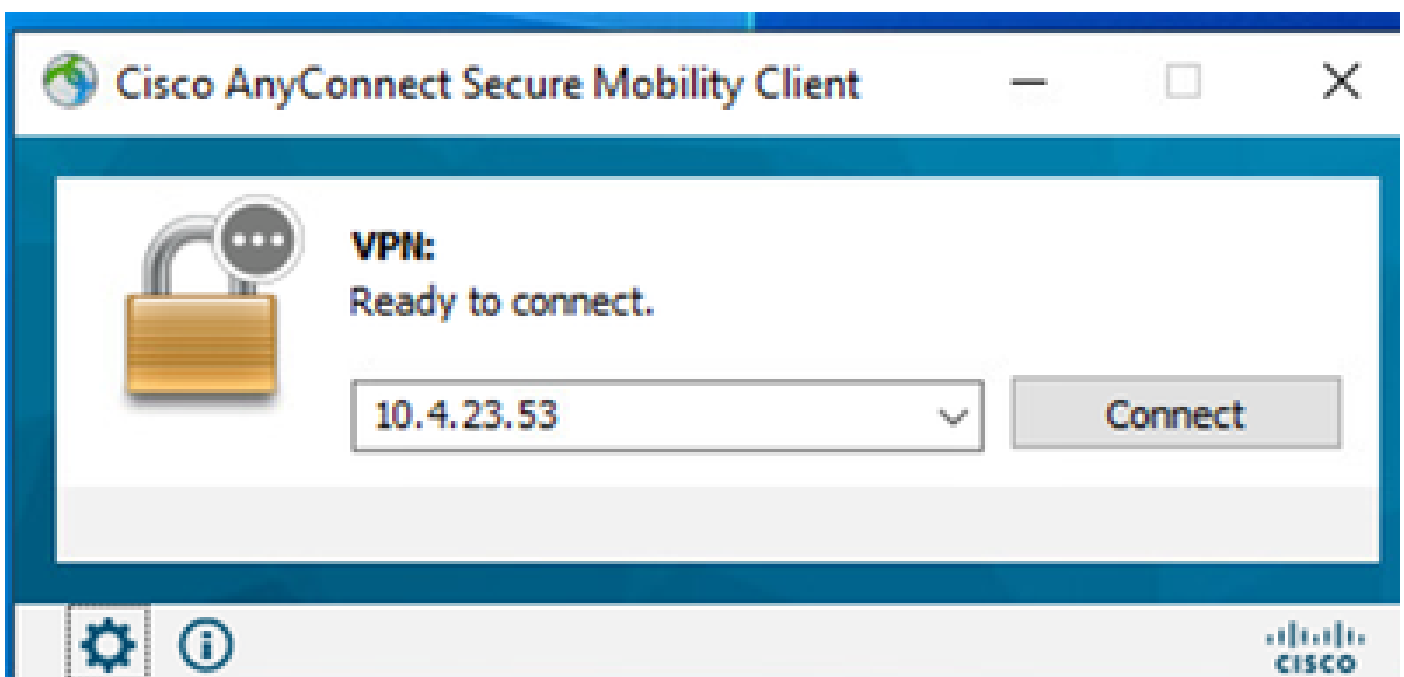 Cisco AnyConnect Secure Mobility Client
VPN:
Ready to connect.
10.4.23.53
Connect
CISCO